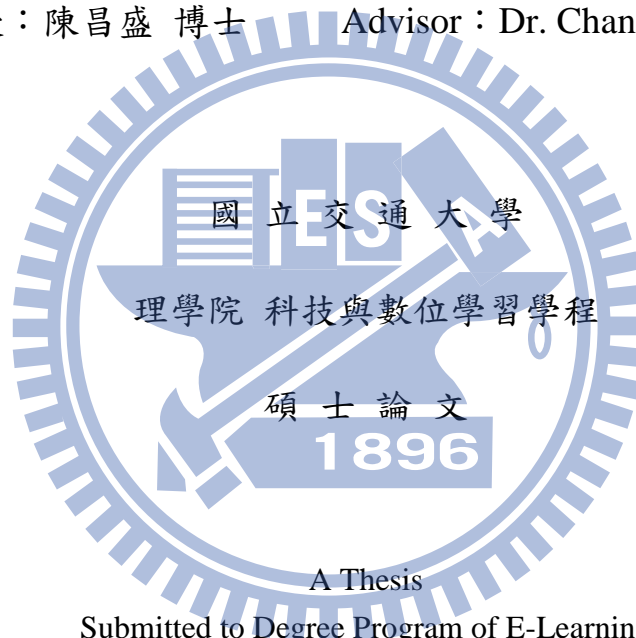 ：陳昌盛 博士 Advisor：Dr. Chan
國 立 交 通 大 學
理學院 科技與數位學習學程
碩 士 論 文
ESA
1896
A Thesis
Submitted to Degree Program of E-Learnin